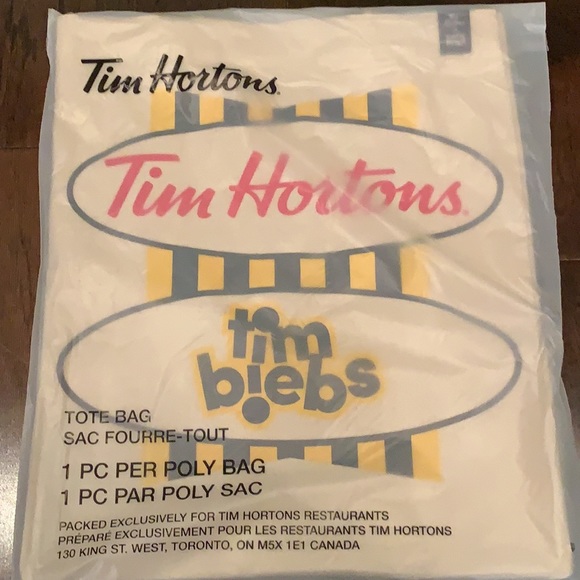 Tim Hortons.
Tim Hortons.
tim
biebs
TOTE BAG
SAC FOURRE-TOUT
1 PC PER POLY BAG
1 PC PAR POLY SAC
PACKED EXCLUSIVELY FOR TIM HORTONS RESTAURANTS
PRÉPARÉ EXCLUSIVEMENT POUR LES RESTAURANTS TIM HORTONS
130 KING ST. WEST, TORONTO, ON M5X 1E1 CANADA